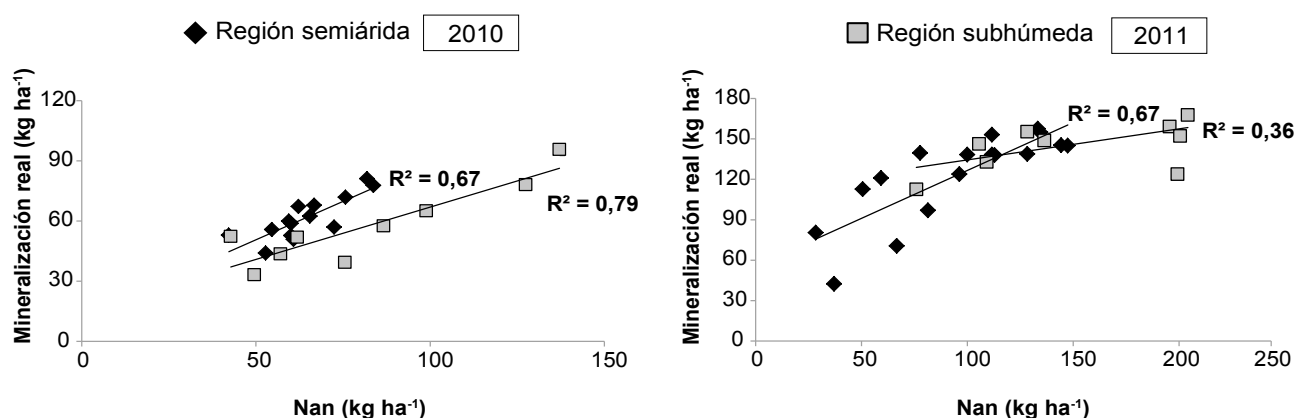 Región semiárida 2010
Región subhúmeda 2011
Mineralización real (kg ha⁻¹)
120
90
60
30
0
R² = 0,67
R² = 0,79
0 50 100 150
Nan (kg ha⁻¹)
Mineralización real (kg ha⁻¹)
180
150
120
90
60
30
0
R² = 0,67
R² = 0,36
0 50 100 150 200 250
Nan (kg ha⁻¹)